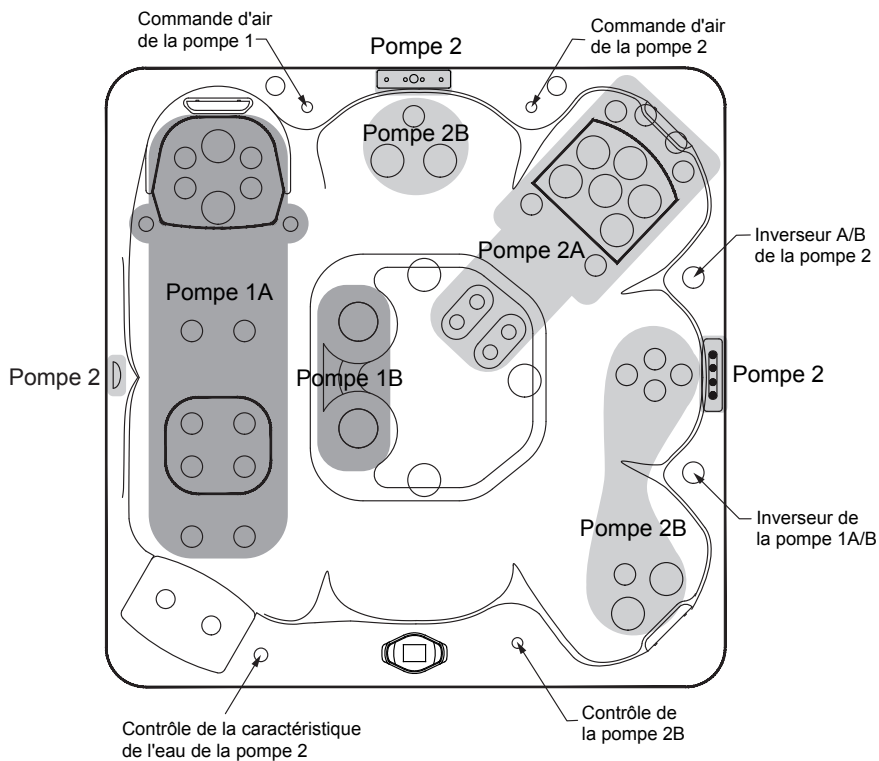 Commande d'air
de la pompe 1
Pompe 2
Commande d'air
de la pompe 2
Pompe 2B
Pompe 2A
Inverseur A/B
de la pompe 2
Pompe 1A
Pompe 2
Pompe 1B
Pompe 2
Pompe 2B
Inverseur de
la pompe 1A/B
Contrôle de la caractéristique
de l'eau de la pompe 2
Contrôle de
la pompe 2B